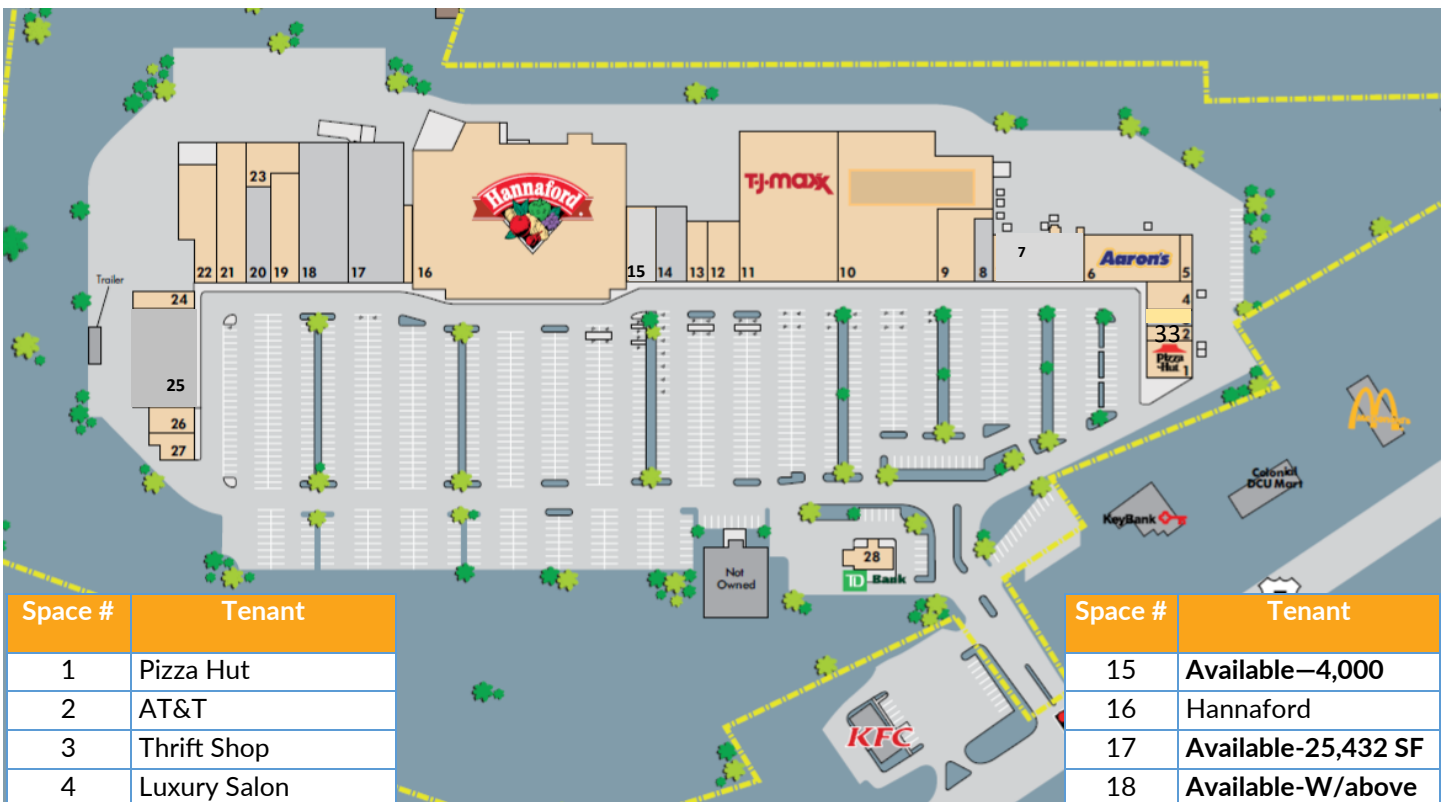 Hannaford
T.J.maxx
23
22
21
20
19
18
17
16
15
14
13
12
11
10
9
8
7
6
Aaron's
5
4
33
2
Pizza
Hut
1
Trailer
24
25
26
27
Not
Owned
28
TD Bank
KeyBank
Colonial
DCU Mart
KFC
Space # Tenant
1 Pizza Hut
2 AT&T
3 Thrift Shop
4 Luxury Salon
Space # Tenant
15 Available—4,000
16 Hannaford
17 Available-25,432 SF
18 Available-W/above